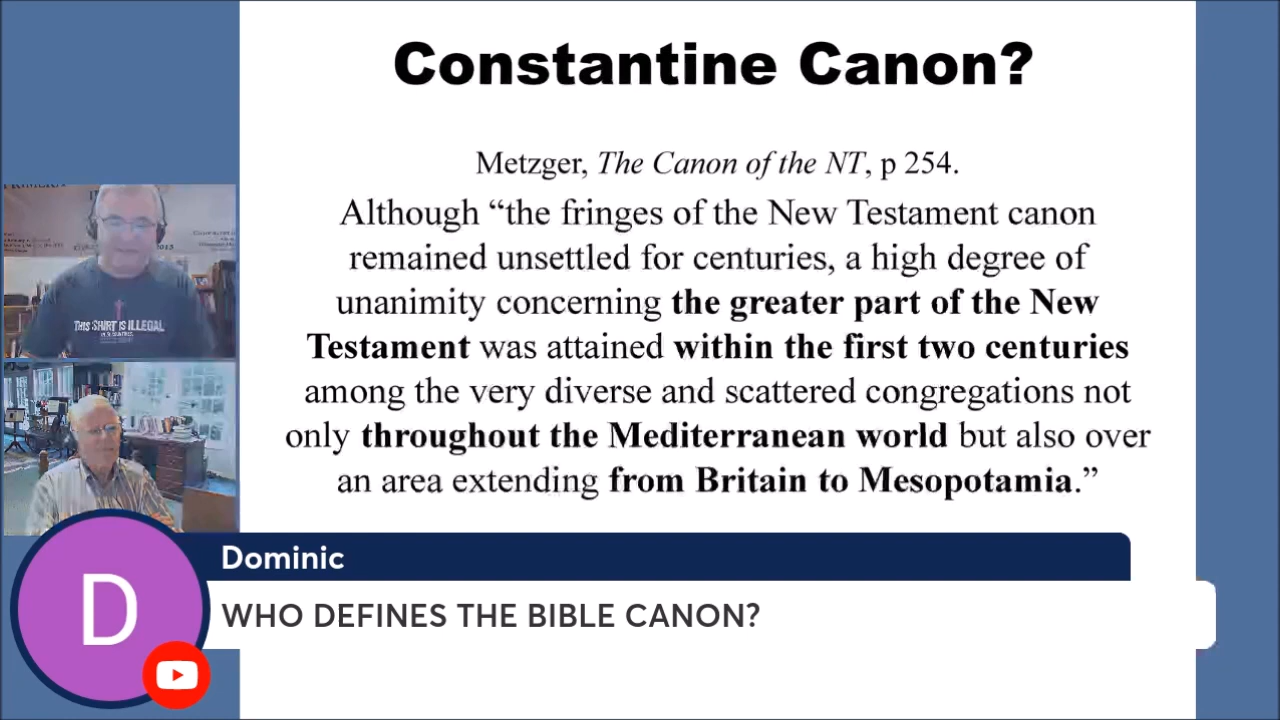 Constantine Canon?
Metzger, The Canon of the NT, p 254.
Although “the fringes of the New Testament canon
remained unsettled for centuries, a high degree of
unanimity concerning the greater part of the New
Testament was attained within the first two centuries
among the very diverse and scattered congregations not
only throughout the Mediterranean world but also over
an area extending from Britain to Mesopotamia.”
THIS SHIRT IS ILLEGAL
D
Dominic
WHO DEFINES THE BIBLE CANON?